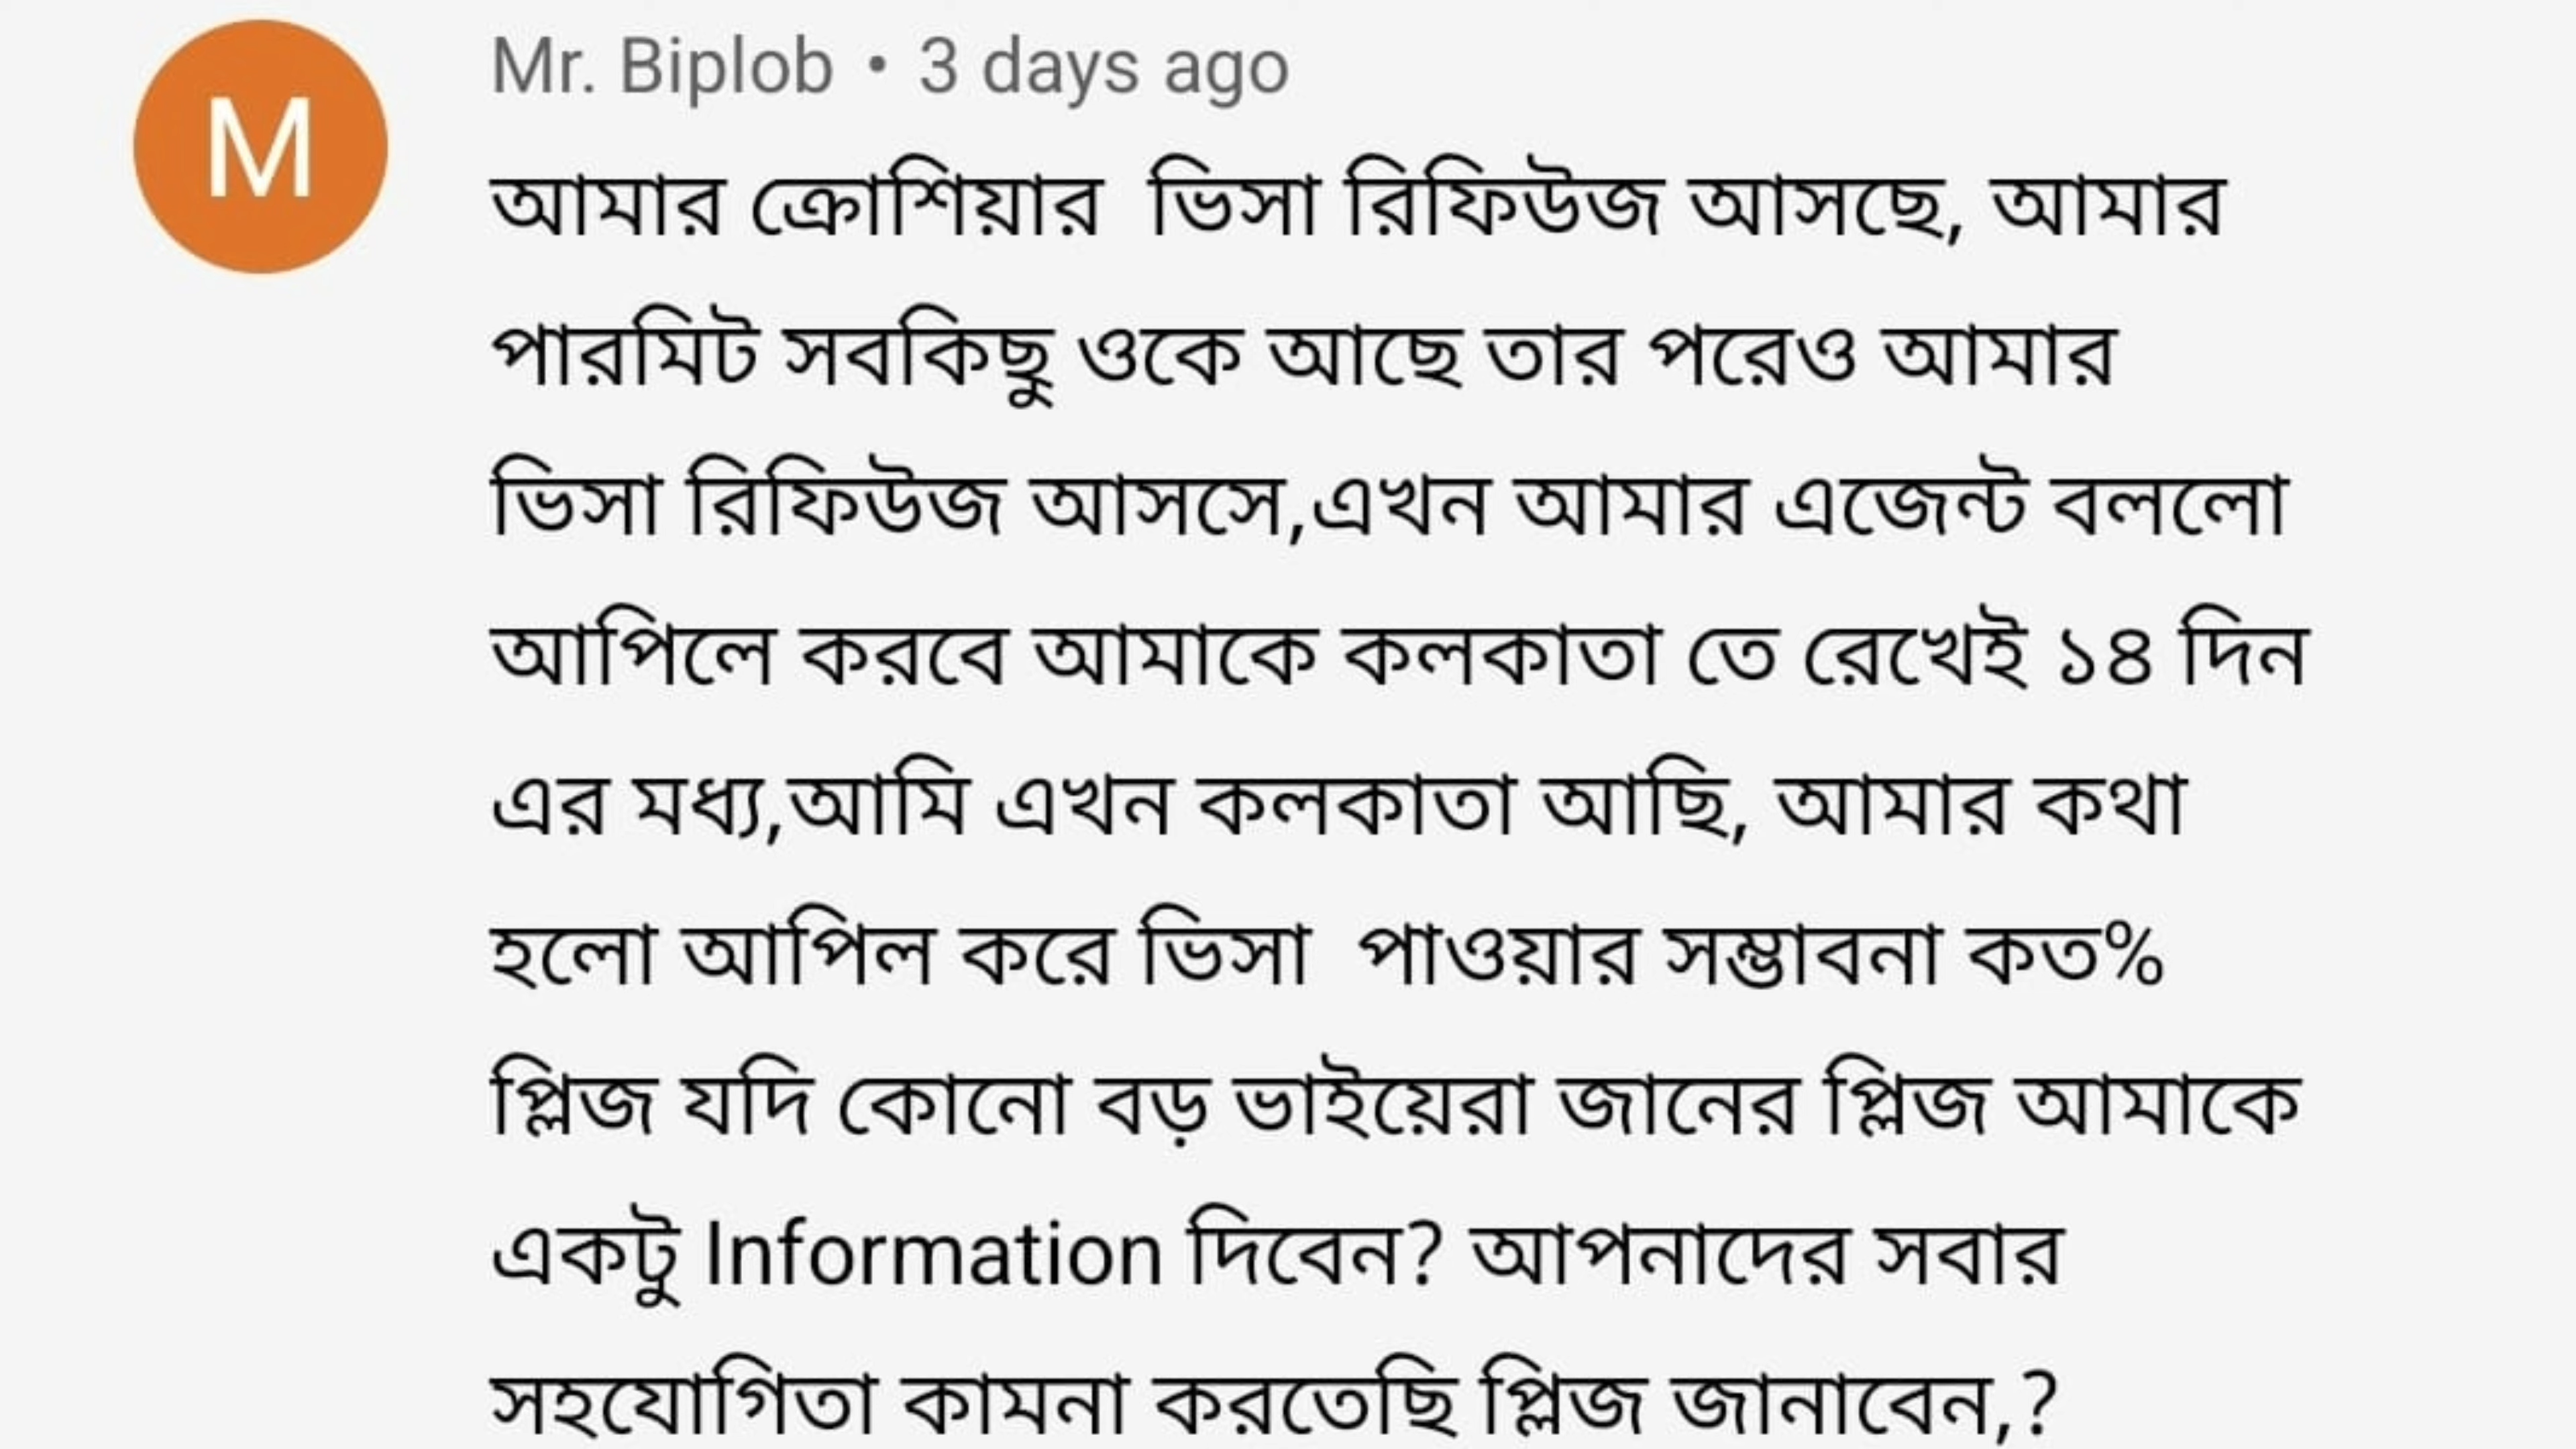 M
Mr. Biplob • 3 days ago
আমার ক্রোশিয়ার ভিসা রিফিউজ আসছে, আমার
পারমিট সবকিছু ওকে আছে তার পরেও আমার
ভিসা রিফিউজ আসসে,এখন আমার এজেন্ট বললো
আপিলে করবে আমাকে কলকাতা তে রেখেই ১৪ দিন
এর মধ্য,আমি এখন কলকাতা আছি, আমার কথা
হলো আপিল করে ভিসা পাওয়ার সম্ভাবনা কত%
প্লিজ যদি কোনো বড় ভাইয়েরা জানের প্লিজ আমাকে
একটু Information দিবেন? আপনাদের সবার
সহযোগিতা কামনা করতেছি প্লিজ জানাবেন,?